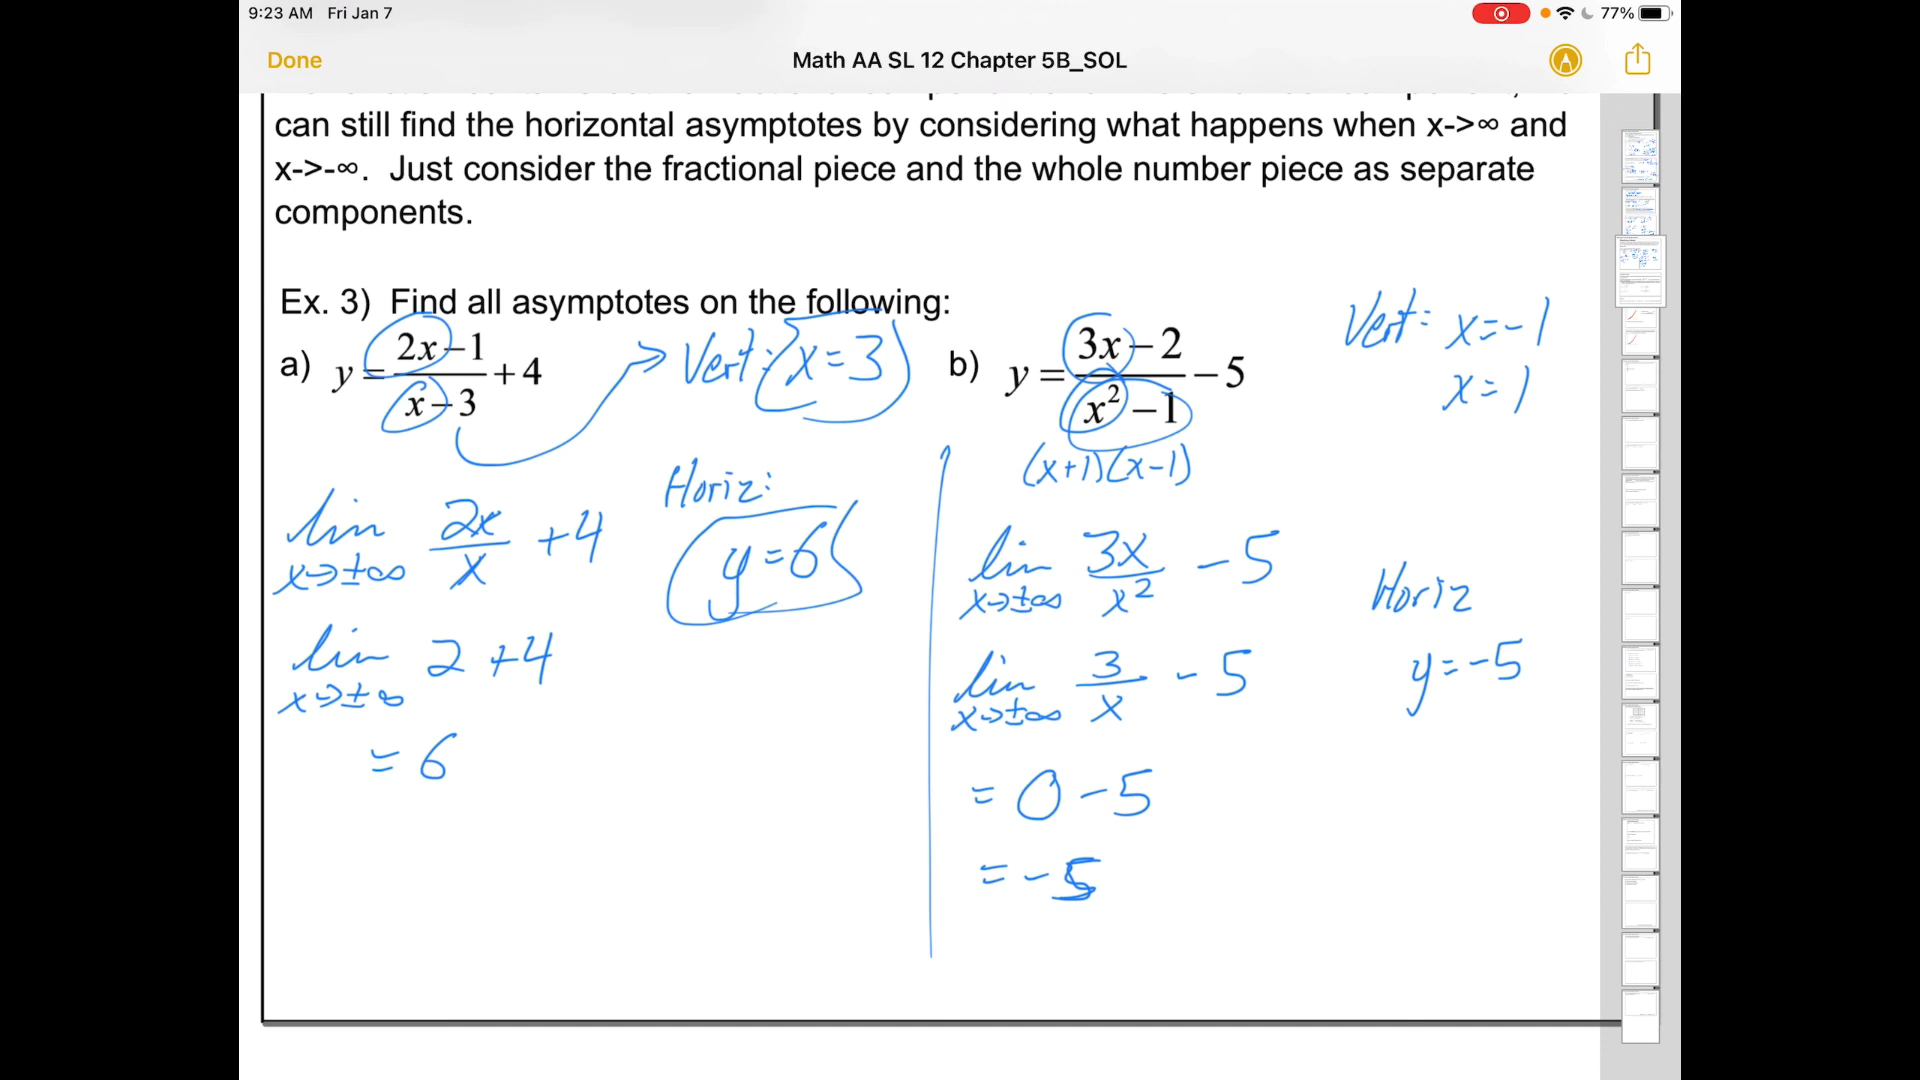 9:23 AM Fri Jan 7
77%
Done
Math AA SL 12 Chapter 5B_SOL
can still find the horizontal asymptotes by considering what happens when x->∞ and
x->-∞. Just consider the fractional piece and the whole number piece as separate
components.
Ex. 3) Find all asymptotes on the following:
a) y = (2x-1)/(x-3) + 4
Vert: x=3
Horiz:
y=6
lim x→±∞ 2x/x +4
lim x→±∞ 2 +4
= 6
b) y = (3x-2)/(x²-1) - 5
(x+1)(x-1)
Vert: x=-1
x=1
lim x→±∞ 3x/x² -5
lim x→±∞ 3/x -5
= 0-5
= -5
Horiz
y=-5